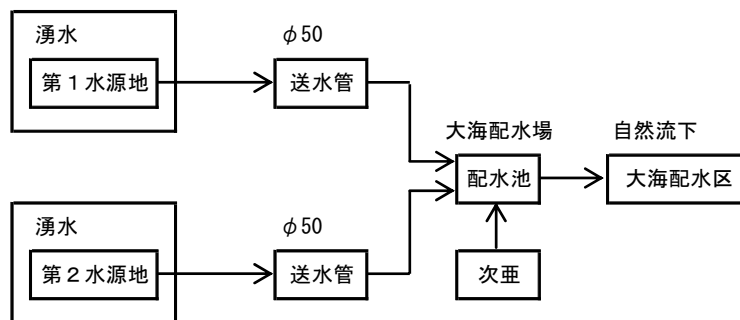 湧水
φ50
第１水源地
送水管
大海配水場
自然流下
配水池
大海配水区
湧水
φ50
第２水源地
送水管
次亜